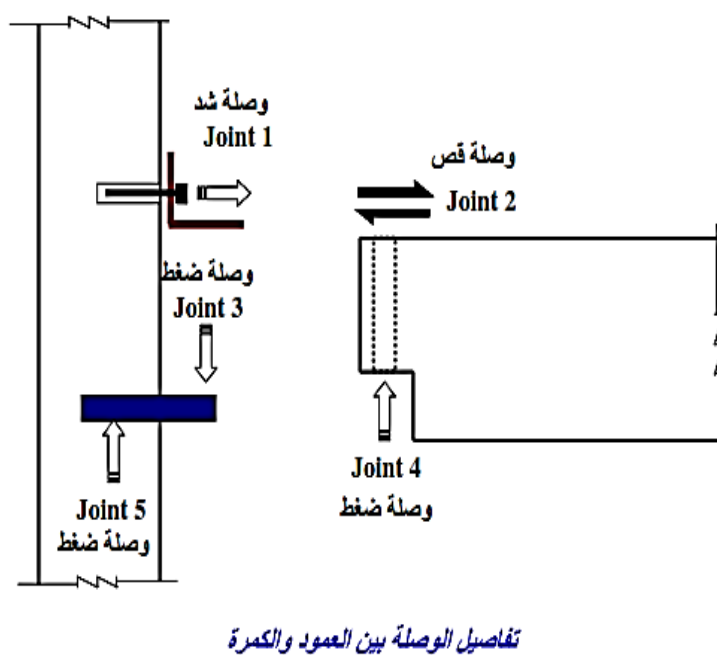 وصلة شد
Joint 1
وصلة قص
Joint 2
وصلة ضغط
Joint 3
Joint 4
وصلة ضغط
Joint 5
وصلة ضغط
تفاصيل الوصلة بين العمود والكمرة